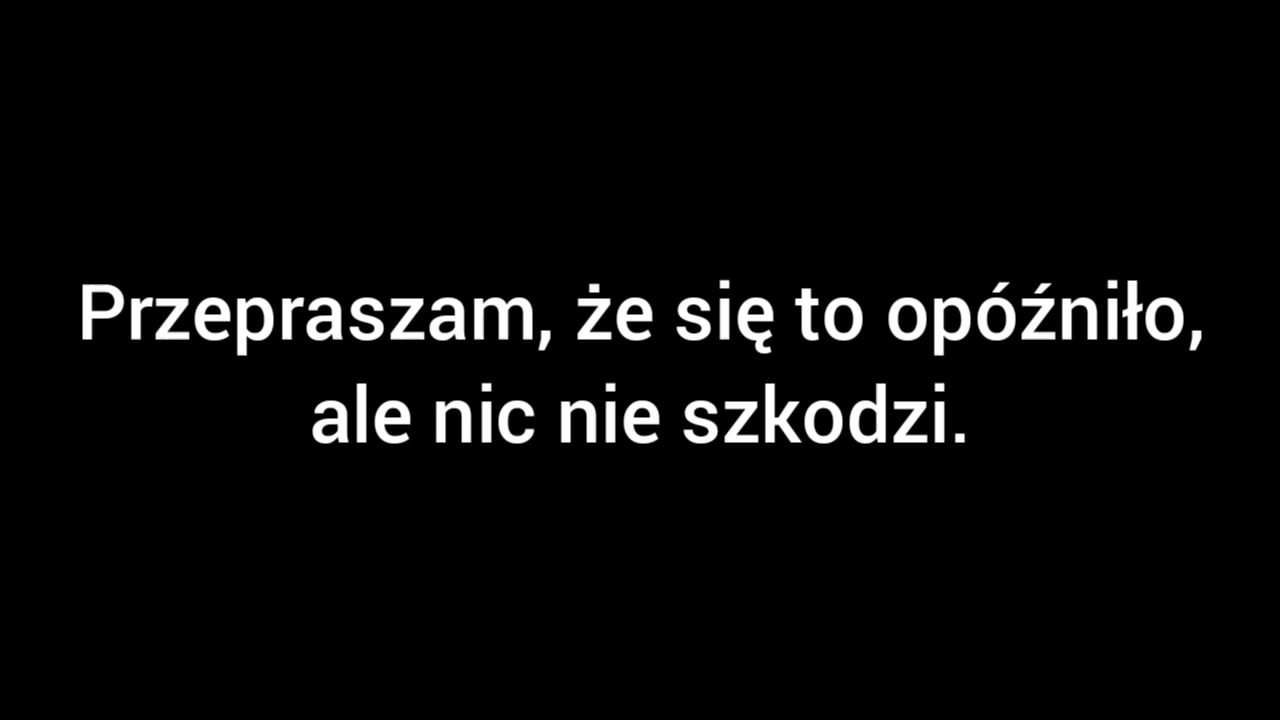 Przepraszam, że się to opóźniło,
ale nic nie szkodzi.